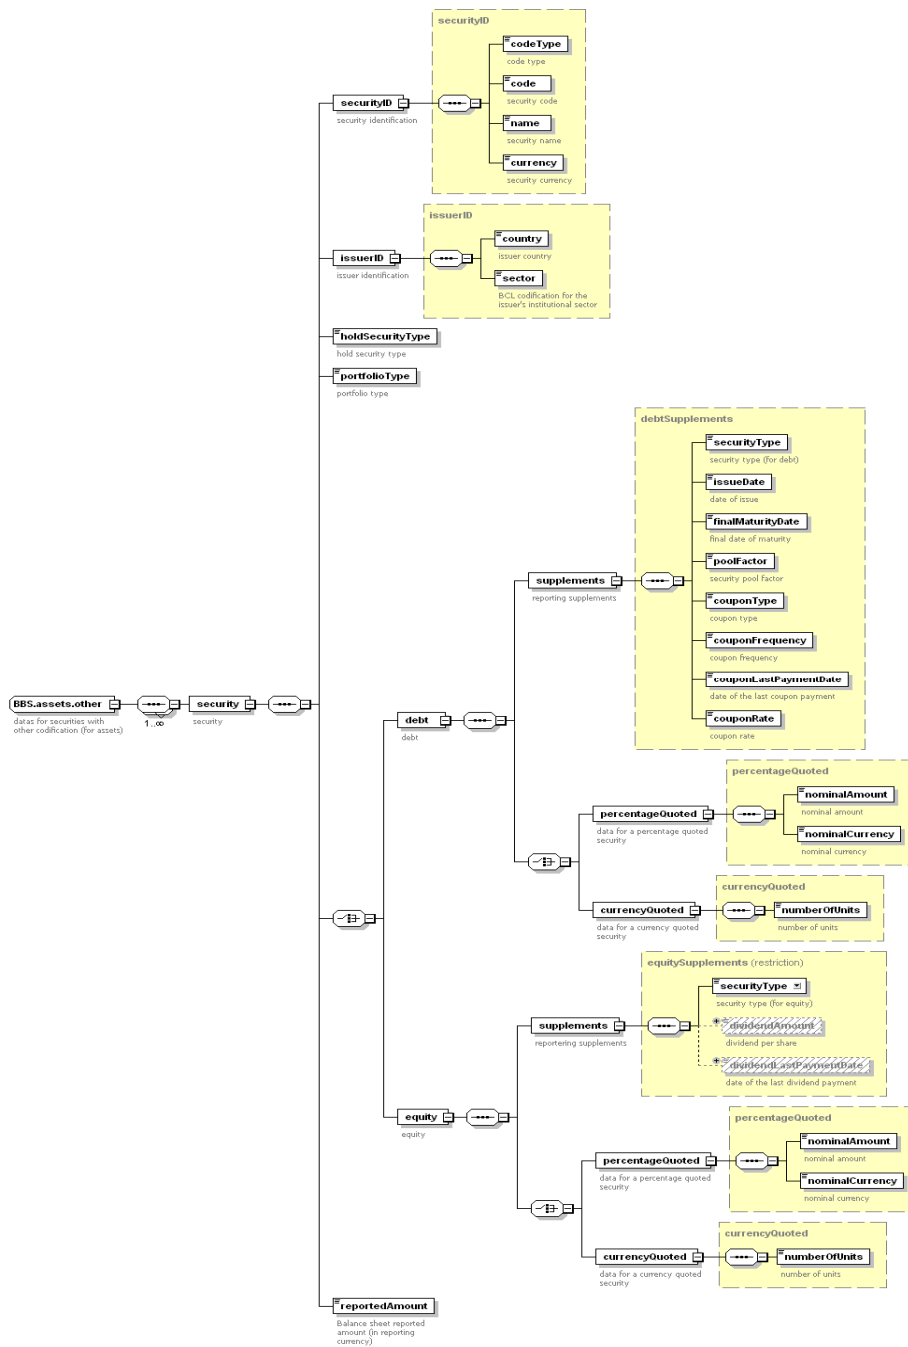 securityID
codeType
code type
code
security code
name
security name
currency
security currency
securityID
security identification
issuerID
country
issuer country
sector
BCL codification for the
issuer's institutional sector
issuerID
issuer identification
holdSecurityType
hold security type
portfolioType
portfolio type
debtSupplements
securityType
security type (for debt)
issueDate
date of issue
finalMaturityDate
final date of maturity
poolFactor
security pool factor
couponType
coupon type
couponFrequency
coupon frequency
couponLastPaymentDate
date of the last coupon payment
couponRate
coupon rate
supplements
reporting supplements
BBS.assets.other
datas for securities with
other codification (for assets)
1..∞
security
security
debt
debt
percentageQuoted
nominalAmount
nominal amount
nominalCurrency
nominal currency
percentageQuoted
data for a percentage quoted
security
currencyQuoted
numberOfUnits
number of units
currencyQuoted
data for a currency quoted
security
equitySupplements (restriction)
securityType
security type (for equity)
dividendAmount
dividend per share
dividendLastPaymentDate
date of the last dividend payment
supplements
reportering supplements
equity
equity
percentageQuoted
nominalAmount
nominal amount
nominalCurrency
nominal currency
percentageQuoted
data for a percentage quoted
security
currencyQuoted
numberOfUnits
number of units
currencyQuoted
data for a currency quoted
security
reportedAmount
Balance sheet reported
amount (in reporting
currency)